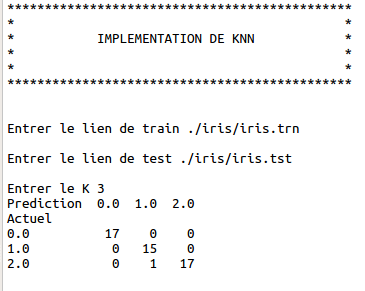 **********************************************
* *
* IMPLEMENTATION DE KNN *
* *
* *
**********************************************
Entrer le lien de train ./iris/iris.trn
Entrer le lien de test ./iris/iris.tst
Entrer le K 3
Prediction 0.0 1.0 2.0
Actuel
0.0 17 0 0
1.0 0 15 0
2.0 0 1 17